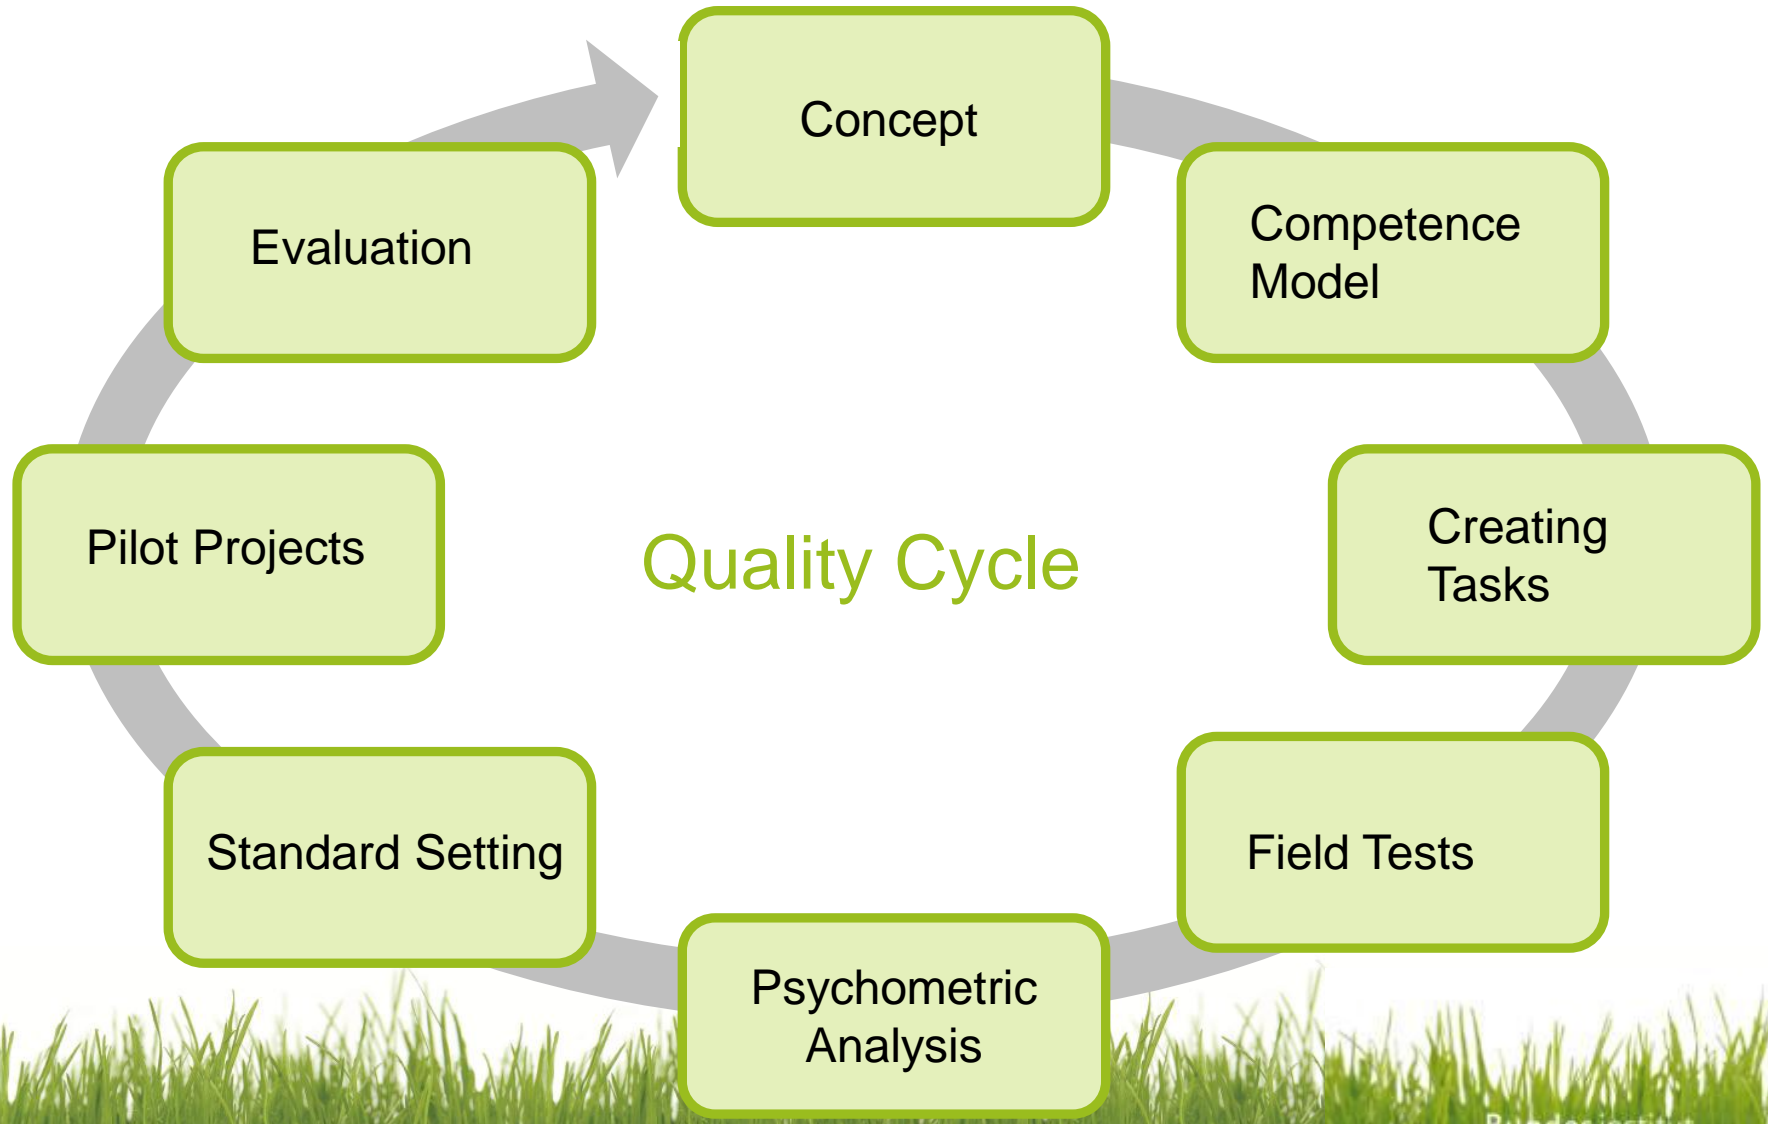 Concept
Competence
Model
Creating
Tasks
Field Tests
Psychometric
Analysis
Standard Setting
Pilot Projects
Evaluation
Quality Cycle